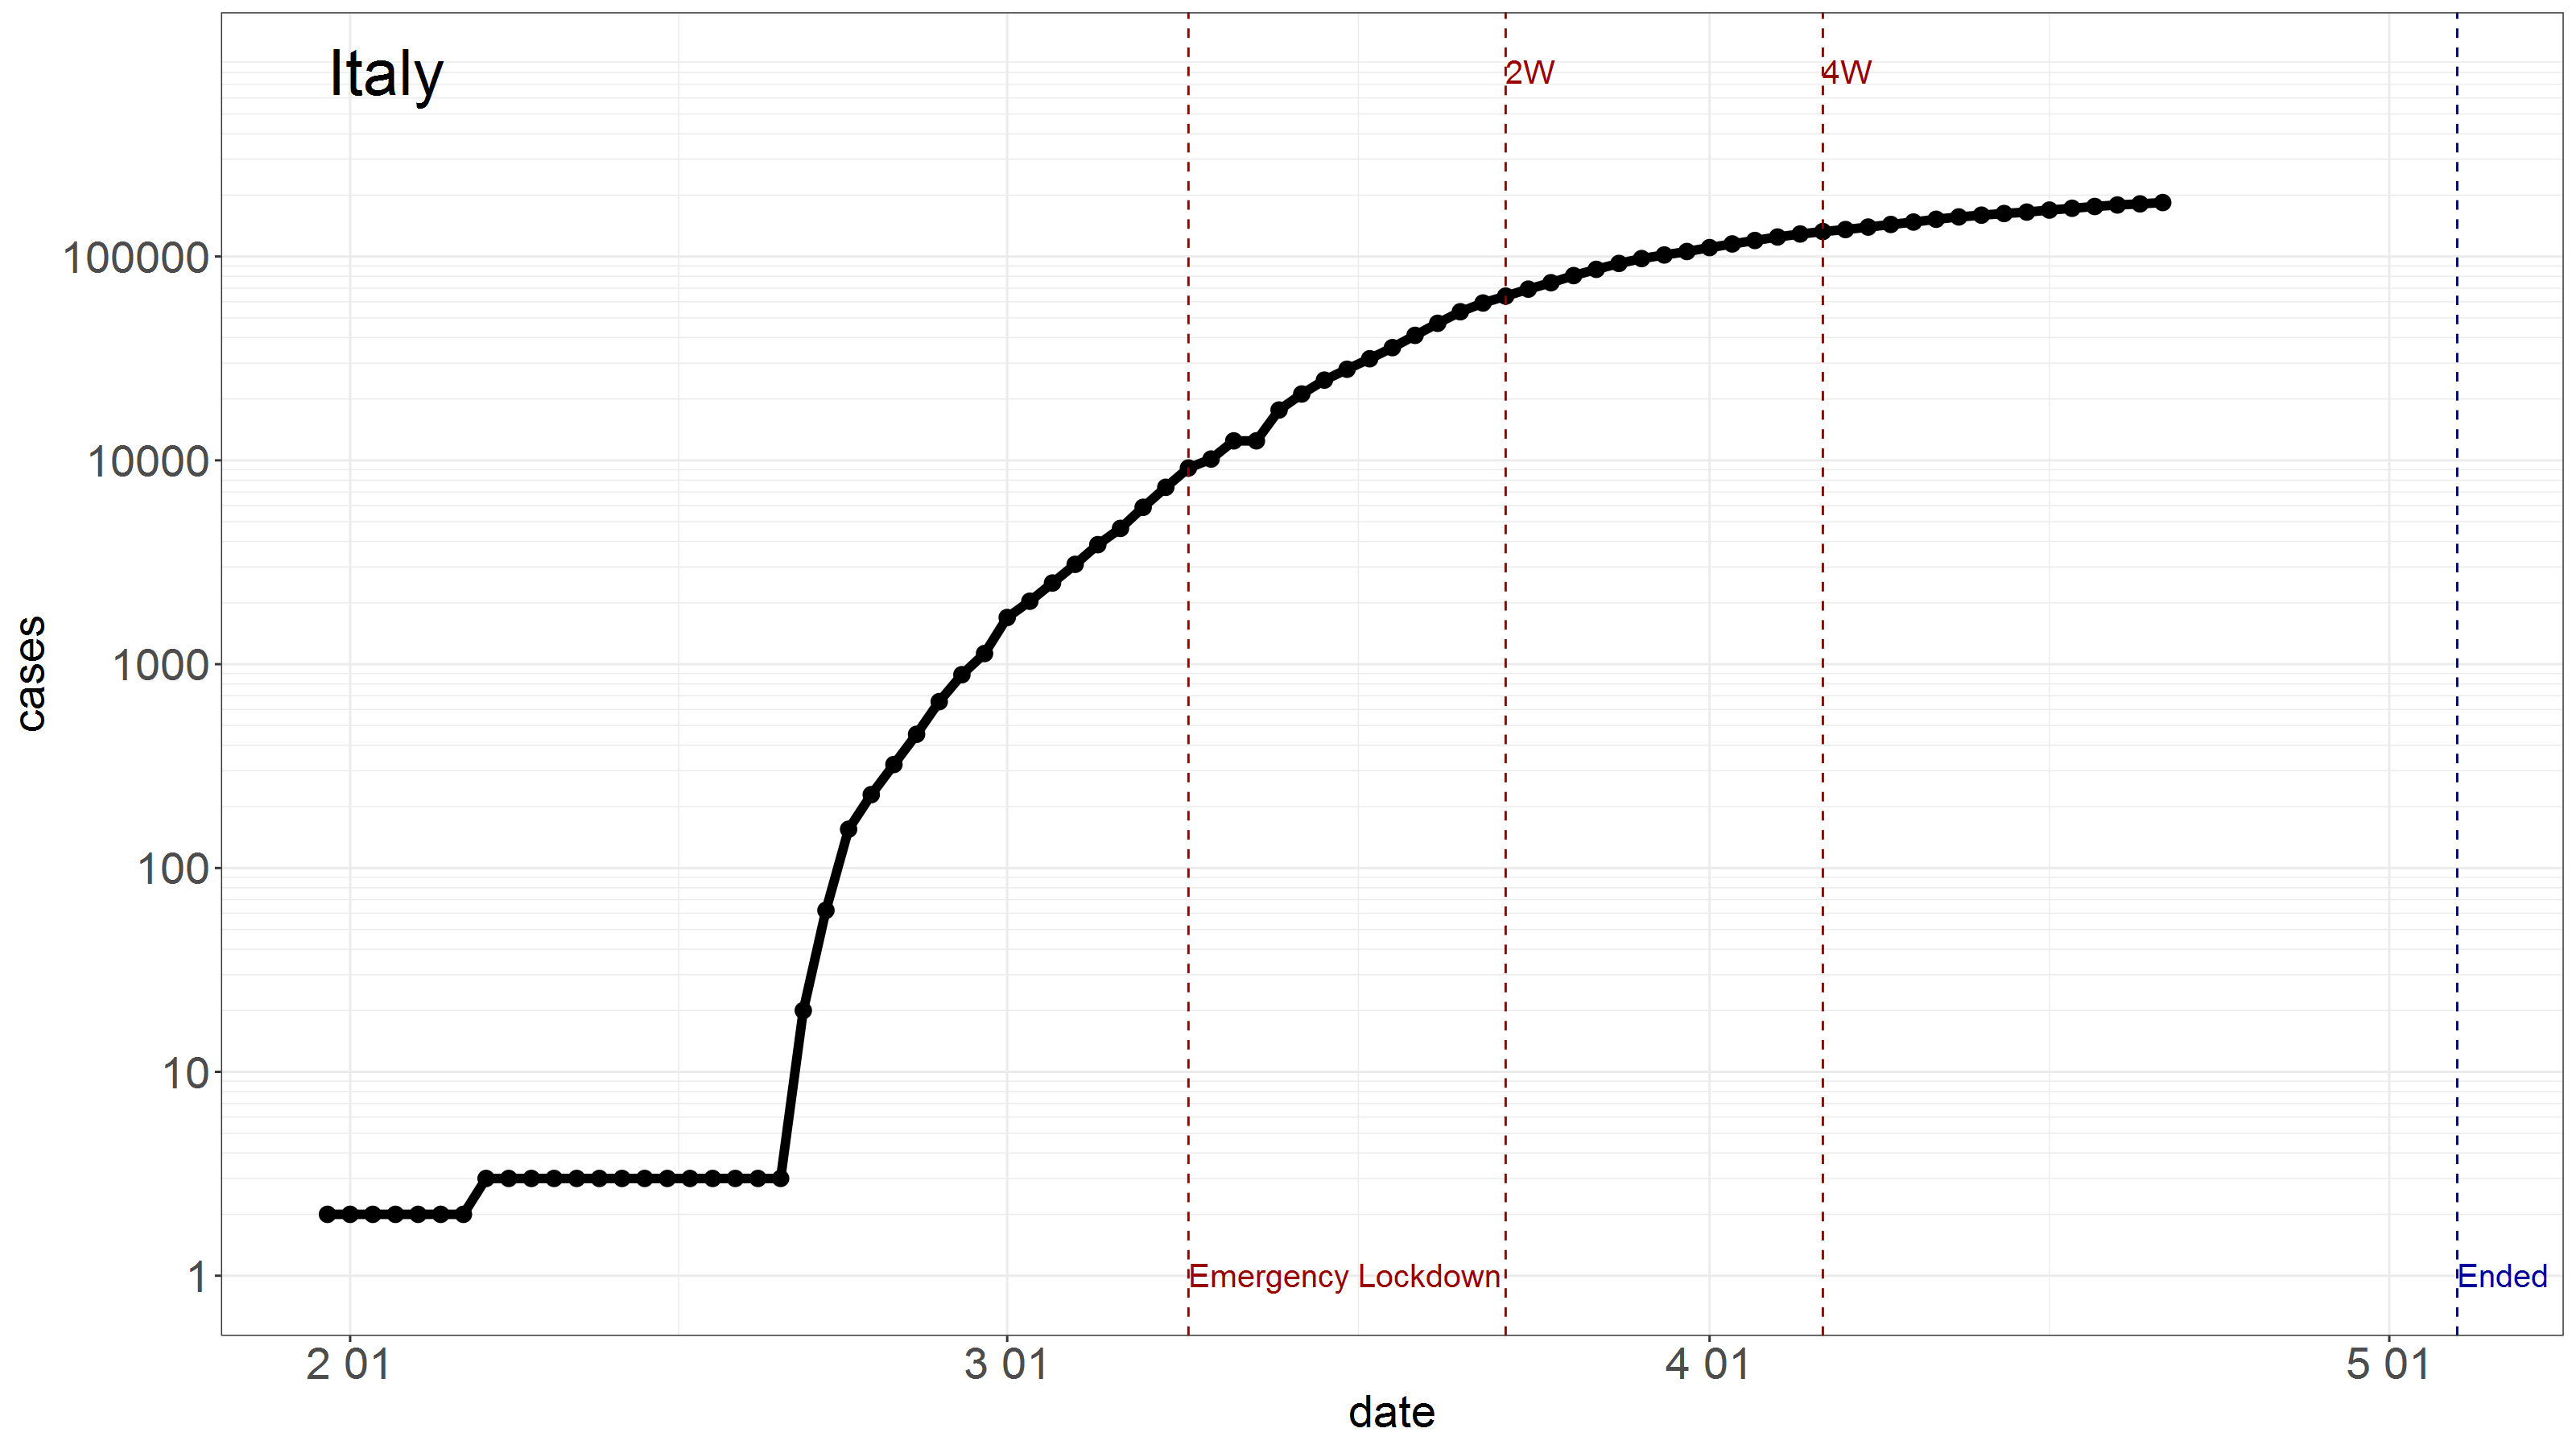 Italy
2W
4W
100000
10000
1000
100
10
1
cases
Emergency Lockdown
Ended
2 01
3 01
4 01
5 01
date